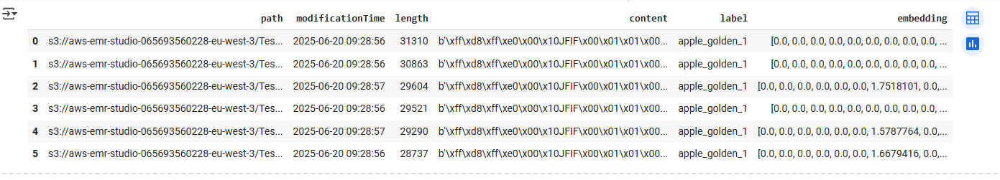 path modificationTime length content label embedding
0 s3://aws-emr-studio-065693560228-eu-west-3/Tes... 2025-06-20 09:28:56 31310 b'\xff\xd8\xff\xe0\x00\x10JFIF\x00\x01\x01\x00... apple_golden_1 [0.0, 0.0, 0.0, 0.0, 0.0, 0.0, 0.0, 0.0, 0.0, ...
1 s3://aws-emr-studio-065693560228-eu-west-3/Tes... 2025-06-20 09:28:56 30863 b'\xff\xd8\xff\xe0\x00\x10JFIF\x00\x01\x01\x00... apple_golden_1 [0.0, 0.0, 0.0, 0.0, 0.0, 0.0, 0.0, 0.0, 0.0, ...
2 s3://aws-emr-studio-065693560228-eu-west-3/Tes... 2025-06-20 09:28:57 29604 b'\xff\xd8\xff\xe0\x00\x10JFIF\x00\x01\x01\x00... apple_golden_1 [0.0, 0.0, 0.0, 0.0, 0.0, 0.0, 1.7518101, 0.0,...
3 s3://aws-emr-studio-065693560228-eu-west-3/Tes... 2025-06-20 09:28:56 29521 b'\xff\xd8\xff\xe0\x00\x10JFIF\x00\x01\x01\x00... apple_golden_1 [0.0, 0.0, 0.0, 0.0, 0.0, 0.0, 0.0, 0.0, 0.0, ...
4 s3://aws-emr-studio-065693560228-eu-west-3/Tes... 2025-06-20 09:28:57 29290 b'\xff\xd8\xff\xe0\x00\x10JFIF\x00\x01\x01\x00... apple_golden_1 [0.0, 0.0, 0.0, 0.0, 0.0, 0.0, 1.5787764, 0.0,...
5 s3://aws-emr-studio-065693560228-eu-west-3/Tes... 2025-06-20 09:28:56 28737 b'\xff\xd8\xff\xe0\x00\x10JFIF\x00\x01\x01\x00... apple_golden_1 [0.0, 0.0, 0.0, 0.0, 0.0, 0.0, 1.6679416, 0.0,...